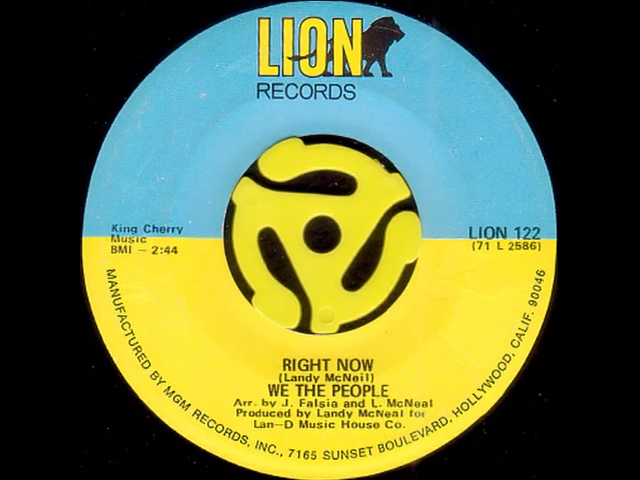 LION
RECORDS
King Cherry
Music
BMI - 2:44
LION 122
(71 L 2586)
RIGHT NOW
(Landy McNeil)
WE THE PEOPLE
Arr. by J. Falsia and L. McNeal
Produced by Landy McNeal for
Lan-D Music House Co.
MANUFACTURED BY MGM RECORDS, INC., 7165 SUNSET BOULEVARD, HOLLYWOOD, CALIF. 90046